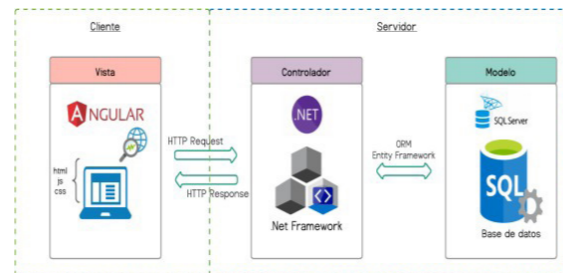 Cliente
Servidor
Vista
Controlador
Modelo
ANGULAR
.NET
SQLServer
HTTP Request
ORM
Entity Framework
html
js
css
HTTP Response
SQL
.Net Framework
Base de datos